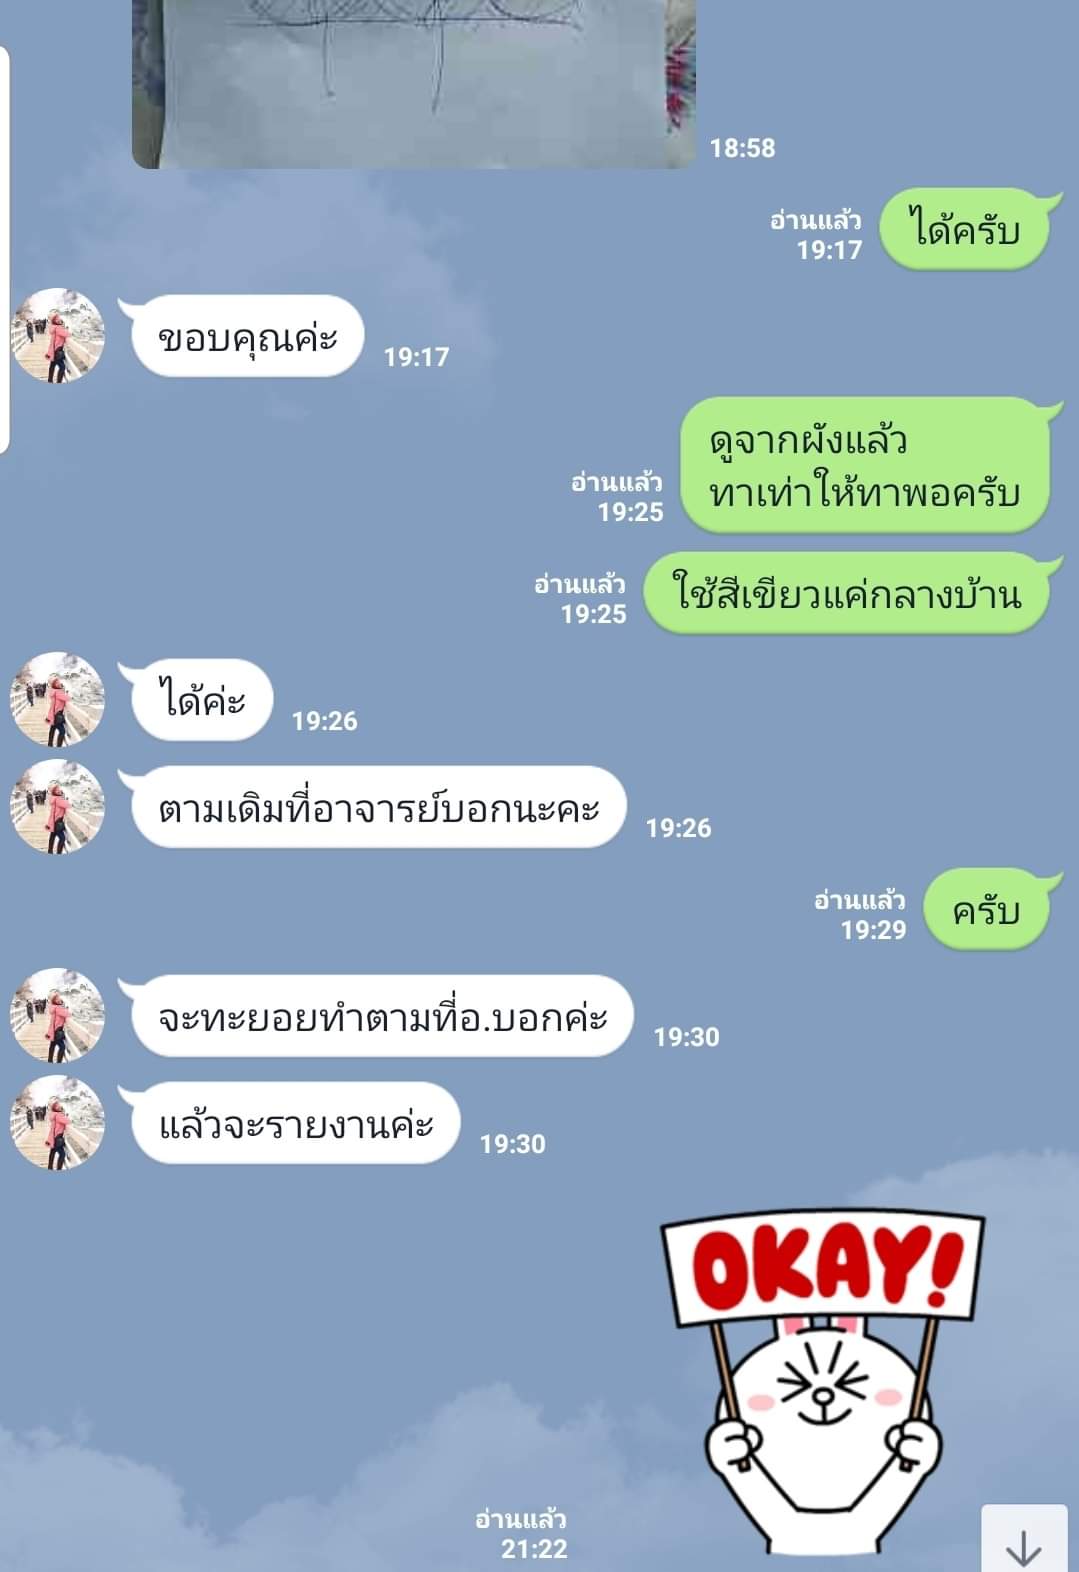 18:58
ได้ครับ
อ่านแล้ว
19:17
ขอบคุณค่ะ
19:17
ดูจากผังแล้ว
ทาเท่าให้ทาพอครับ
อ่านแล้ว
19:25
ใช้สีเขียวแค่กลางบ้าน
อ่านแล้ว
19:25
ได้ค่ะ
19:26
ตามเดิมที่อาจารย์บอกนะคะ
19:26
ครับ
อ่านแล้ว
19:29
จะทะยอยทำตามที่อ.บอกค่ะ
19:30
แล้วจะรายงานค่ะ
19:30
OKAY!
อ่านแล้ว
21:22